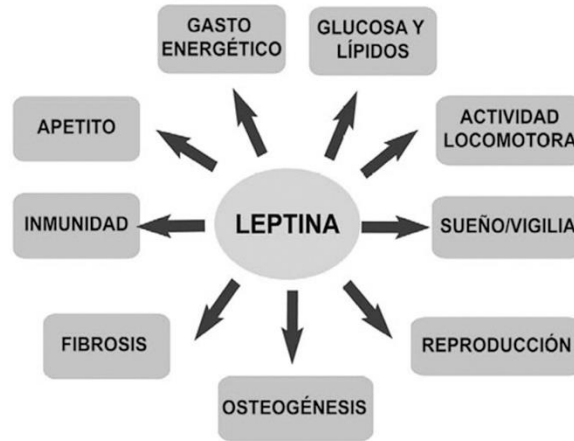 GASTO
ENERGÉTICO
GLUCOSA Y
LÍPIDOS
APETITO
ACTIVIDAD
LOCOMOTORA
INMUNIDAD
LEPTINA
SUEÑO/VIGILIA
FIBROSIS
REPRODUCCIÓN
OSTEOGÉNESIS